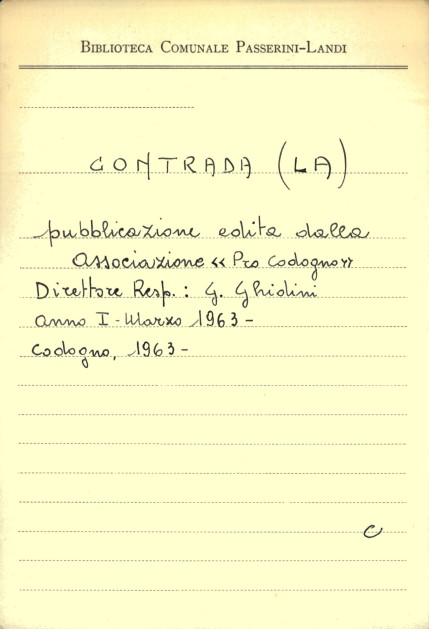 BIBLIOTECA COMUNALE PASSERINI-LANDI
CONTRADA (LA)
pubblicazione edita dalla
Associazione « Pro Codogno»
Direttore Resp.: G. Ghidini
anno I - Marzo 1963 -
Codogno, 1963 -
C